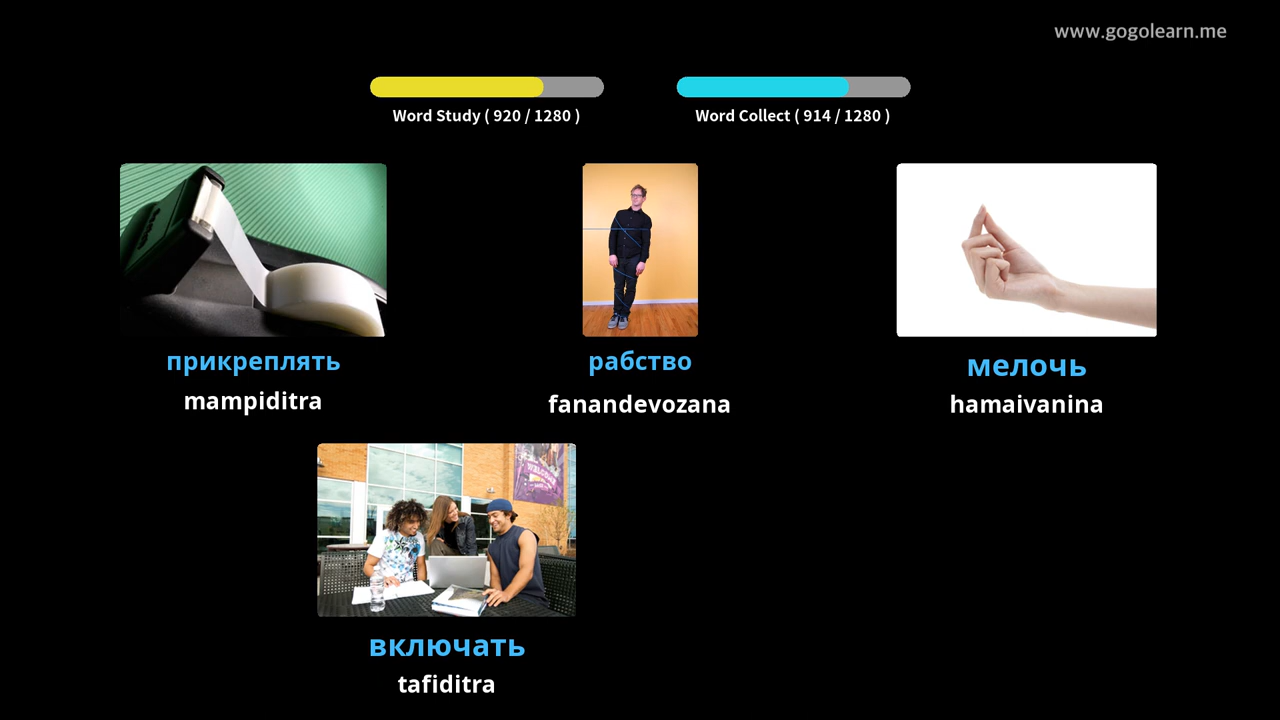 www.gogolearn.me
Word Study ( 920 / 1280 )
Word Collect ( 914 / 1280 )
прикреплять
mampiditra
рабство
fanandevozana
мелочь
hamaivanina
включать
tafiditra